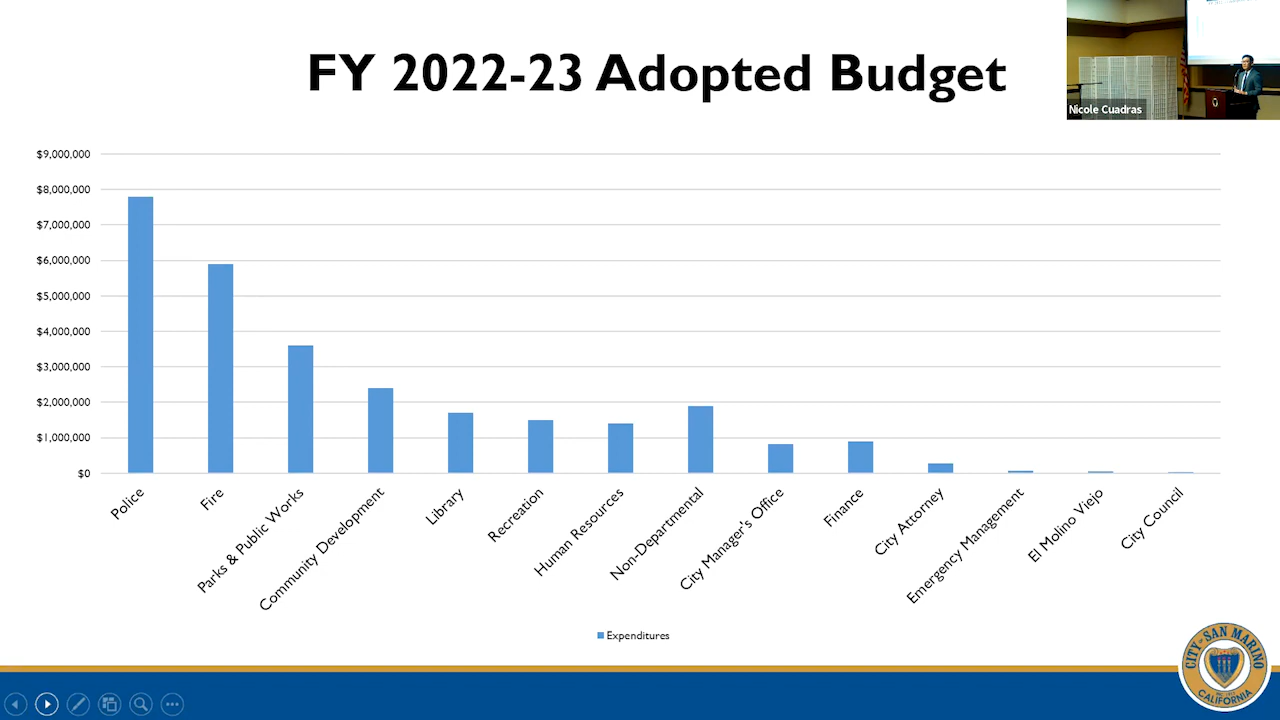 FY 2022-23 Adopted Budget
Nicole Cuadras
$9,000,000
$8,000,000
$7,000,000
$6,000,000
$5,000,000
$4,000,000
$3,000,000
$2,000,000
$1,000,000
$0
Police
Fire
Parks & Public Works
Community Development
Library
Recreation
Human Resources
Non-Departmental
City Manager's Office
Finance
City Attorney
Emergency Management
El Molino Viejo
City Council
Expenditures
CITY OF SAN MARINO
CALIFORNIA